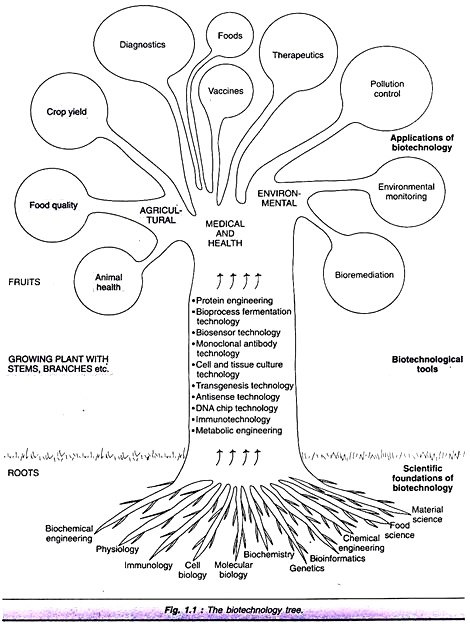 Diagnostics
Foods
Therapeutics
Vaccines
Pollution
control
Crop yield
Applications of
biotechnology
Food quality
AGRICUL-
TURAL
MEDICAL
AND
HEALTH
ENVIRON-
MENTAL
Environmental
monitoring
Animal
health
Bioremediation
FRUITS
• Protein engineering
• Bioprocess fermentation
technology
• Biosensor technology
• Monoclonal antibody
technology
• Cell and tissue culture
technology
• Transgenesis technology
• Antisense technology
• DNA chip technology
• Immunotechnology
• Metabolic engineering
GROWING PLANT WITH
STEMS, BRANCHES etc.
Biotechnological
tools
ROOTS
Scientific
foundations of
biotechnology
Biochemical
engineering
Physiology
Immunology
Cell
biology
Molecular
biology
Biochemistry
Genetics
Bioinformatics
Chemical
engineering
Food
science
Material
science
Fig. 1.1 : The biotechnology tree.